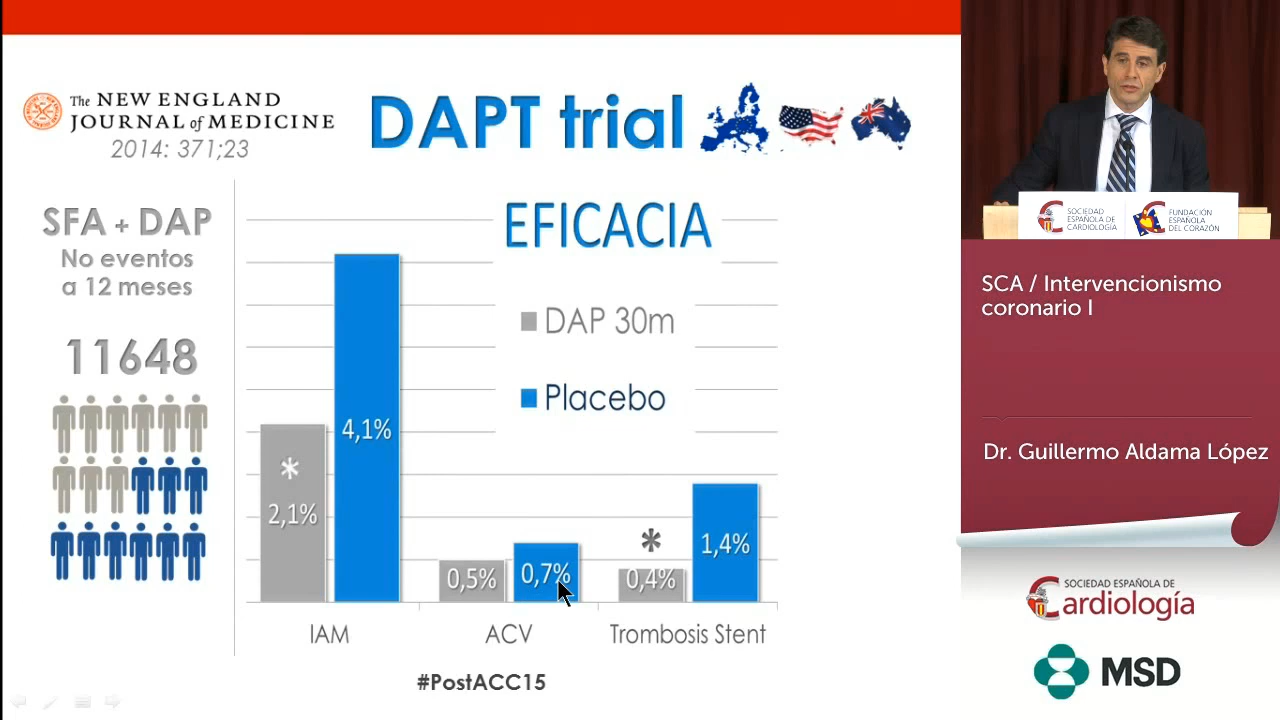 The NEW ENGLAND
JOURNAL of MEDICINE
2014: 371;23
DAPT trial
SFA + DAP
No eventos
a 12 meses
11648
EFICACIA
DAP 30m
Placebo
*
2,1%
4,1%
0,5%
0,7%
*
0,4%
1,4%
IAM
ACV
Trombosis Stent
#PostACC15
SOCIEDAD
ESPAÑOLA DE
CARDIOLOGÍA
FUNDACIÓN
ESPAÑOLA
DEL CORAZÓN
SCA / Intervencionismo
coronario I
Dr. Guillermo Aldama López
SOCIEDAD ESPAÑOLA DE
Cardiología
MSD